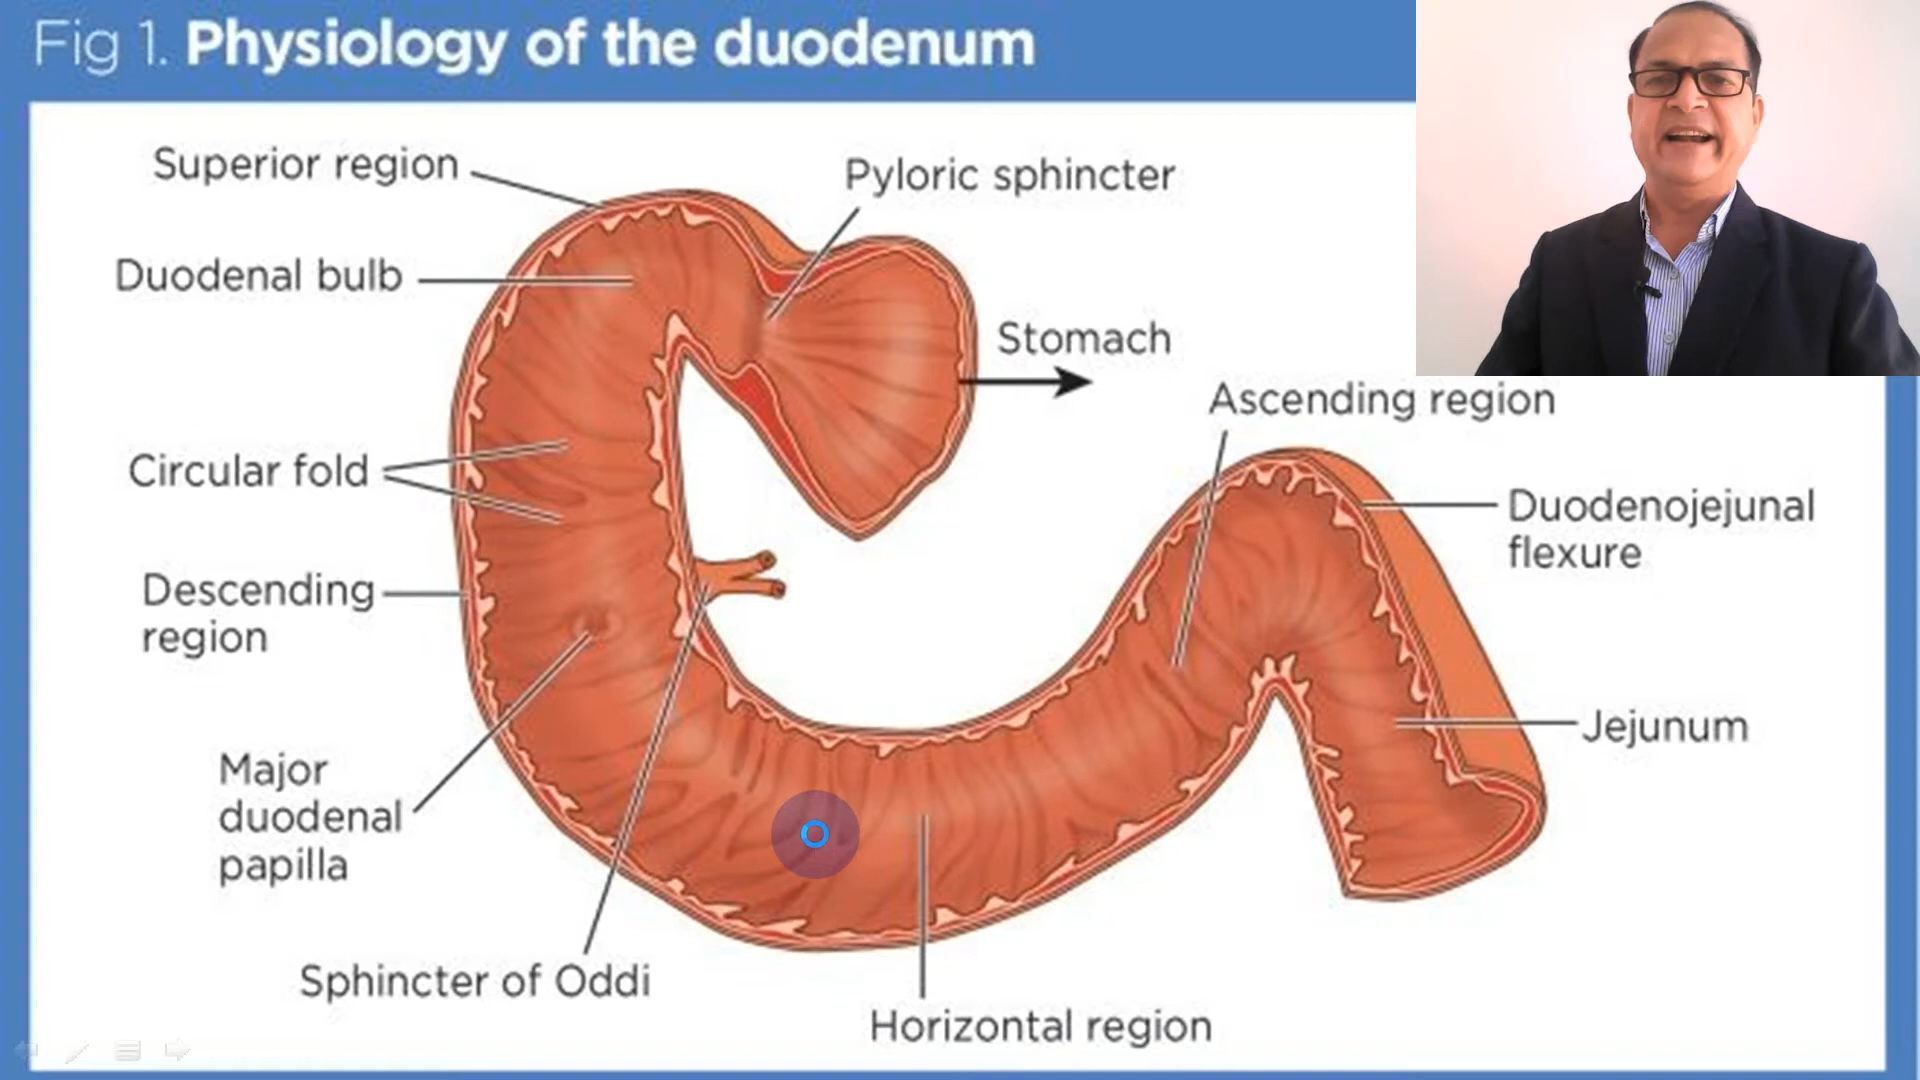 Fig 1. Physiology of the duodenum
Superior region
Pyloric sphincter
Duodenal bulb
Stomach
Ascending region
Circular fold
Duodenojejunal
flexure
Descending
region
Jejunum
Major
duodenal
papilla
Sphincter of Oddi
Horizontal region